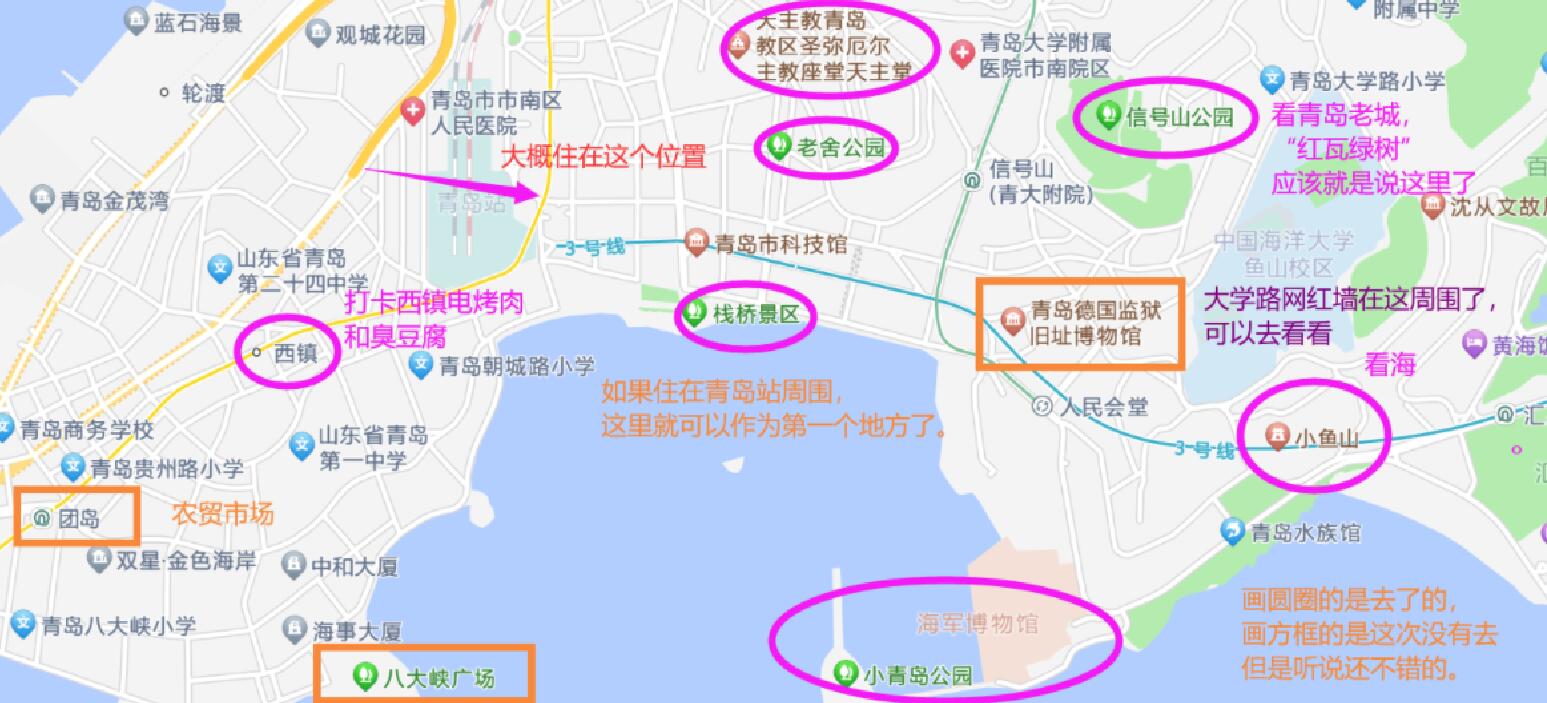 蓝石海景
观城花园
轮渡
天主教青岛
教区圣弥厄尔
主教座堂天主堂
青岛大学附属
医院市南院区
附属中学
青岛大学路小学
青岛市市南区
人民医院
大概住在这个位置
老舍公园
信号山公园
看青岛老城，
“红瓦绿树”
应该就是说这里了
青岛金茂湾
青岛站
信号山
(青大附院)
沈从文故
3号线
青岛市科技馆
中国海洋大学
鱼山校区
山东省青岛
第二十四中学
打卡西镇电烤肉
和臭豆腐
栈桥景区
青岛德国监狱
旧址博物馆
大学路网红墙在这周围了，
可以去看看
西镇
青岛朝城路小学
看海
黄海饭
如果住在青岛站周围，
这里就可以作为第一个地方了。
人民会堂
汇
青岛商务学校
山东省青岛
第一中学
3号线
小鱼山
青岛贵州路小学
团岛
农贸市场
青岛水族馆
双星·金色海岸
中和大厦
画圆圈的是去了的，
画方框的是这次没有去
但是听说还不错的。
青岛八大峡小学
海事大厦
海军博物馆
八大峡广场
小青岛公园